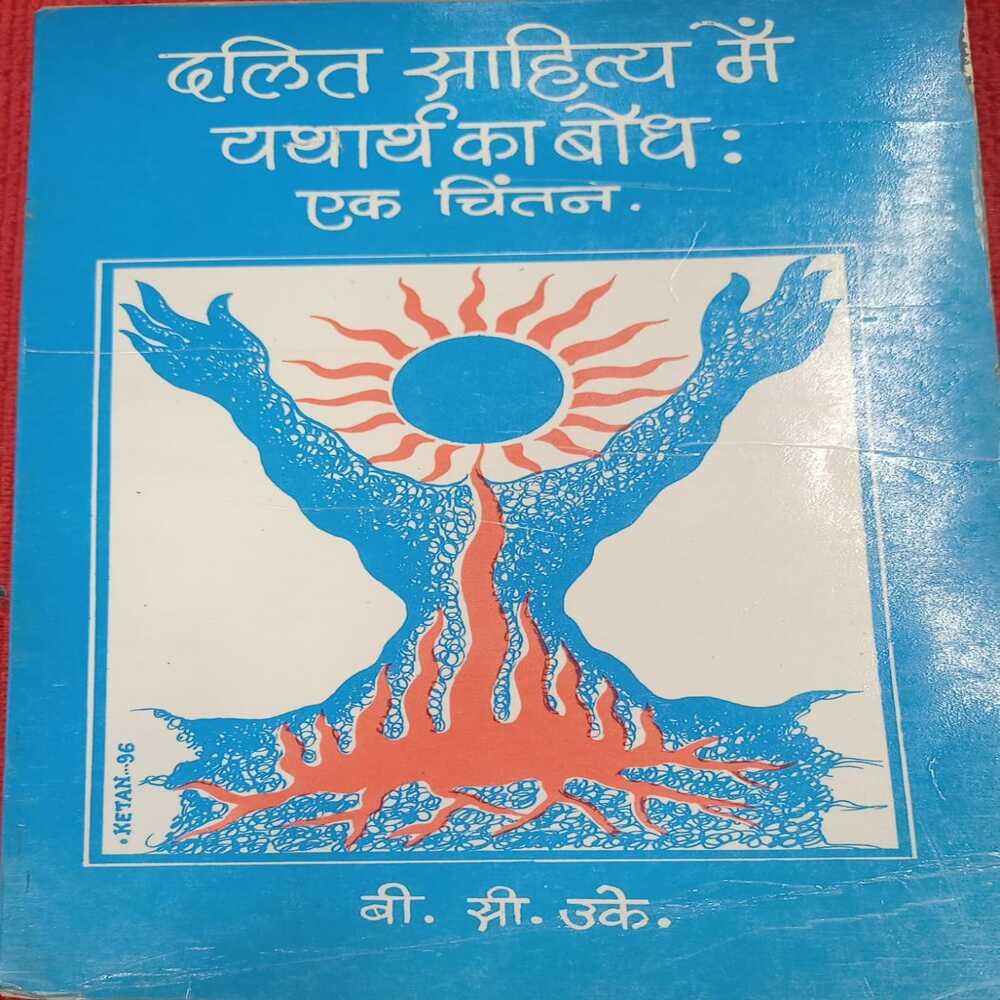 दलित साहित्य में
यथार्थ का बोध :
एक चिंतन.
.KETAN..96
बी. सी. उके.